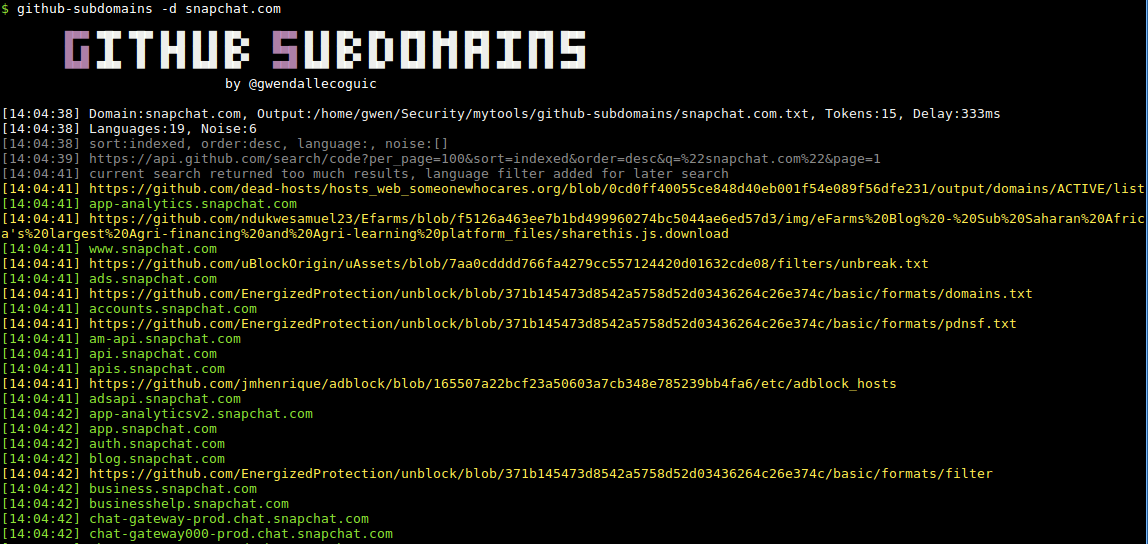 $ github-subdomains -d snapchat.com
GITHUB SUBDOMAINS
by @gwendallecoguic
[14:04:38] Domain:snapchat.com, Output:/home/gwen/Security/mytools/github-subdomains/snapchat.com.txt, Tokens:15, Delay:333ms
[14:04:38] Languages:19, Noise:6
[14:04:38] sort:indexed, order:desc, language:, noise:[]
[14:04:39] https://api.github.com/search/code?per_page=100&sort=indexed&order=desc&q=%22snapchat.com%22&page=1
[14:04:41] current search returned too much results, language filter added for later search
[14:04:41] https://github.com/dead-hosts/hosts_web_someonewhocares.org/blob/0cd0ff40055ce848d40eb001f54e089f56dfe231/output/domains/ACTIVE/list
[14:04:41] app-analytics.snapchat.com
[14:04:41] https://github.com/ndukwesamuel23/Efarms/blob/f5126a463ee7b1bd499960274bc5044ae6ed57d3/img/eFarms%20Blog%20-%20Sub%20Saharan%20Afric
a's%20largest%20Agri-financing%20and%20Agri-learning%20platform_files/sharethis.js.download
[14:04:41] www.snapchat.com
[14:04:41] https://github.com/uBlockOrigin/uAssets/blob/7aa0cdddd766fa4279cc557124420d01632cde08/filters/unbreak.txt
[14:04:41] ads.snapchat.com
[14:04:41] https://github.com/EnergizedProtection/unblock/blob/371b145473d8542a5758d52d03436264c26e374c/basic/formats/domains.txt
[14:04:41] accounts.snapchat.com
[14:04:41] https://github.com/EnergizedProtection/unblock/blob/371b145473d8542a5758d52d03436264c26e374c/basic/formats/pdnsf.txt
[14:04:41] am-api.snapchat.com
[14:04:41] api.snapchat.com
[14:04:41] apis.snapchat.com
[14:04:41] https://github.com/jmhenrique/adblock/blob/165507a22bcf23a50603a7cb348e785239bb4fa6/etc/adblock_hosts
[14:04:41] adsapi.snapchat.com
[14:04:42] app-analyticsv2.snapchat.com
[14:04:42] app.snapchat.com
[14:04:42] auth.snapchat.com
[14:04:42] blog.snapchat.com
[14:04:42] https://github.com/EnergizedProtection/unblock/blob/371b145473d8542a5758d52d03436264c26e374c/basic/formats/filter
[14:04:42] business.snapchat.com
[14:04:42] businesshelp.snapchat.com
[14:04:42] chat-gateway-prod.chat.snapchat.com
[14:04:42] chat-gateway000-prod.chat.snapchat.com